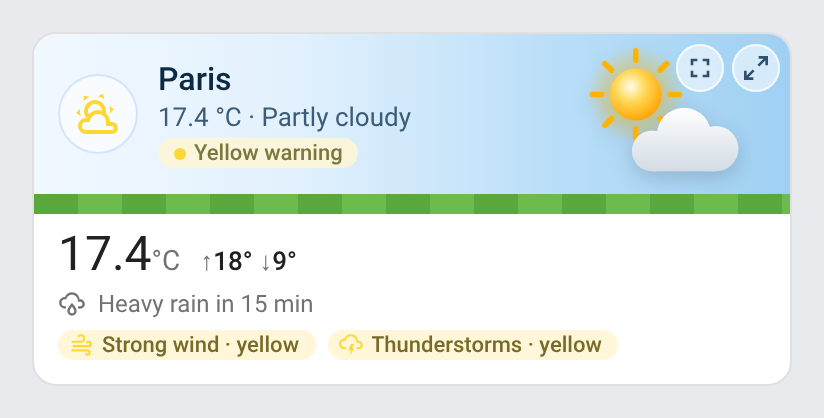 Paris
17.4 °C · Partly cloudy
Yellow warning
17.4°C ↑18° ↓9°
Heavy rain in 15 min
Strong wind · yellow Thunderstorms · yellow